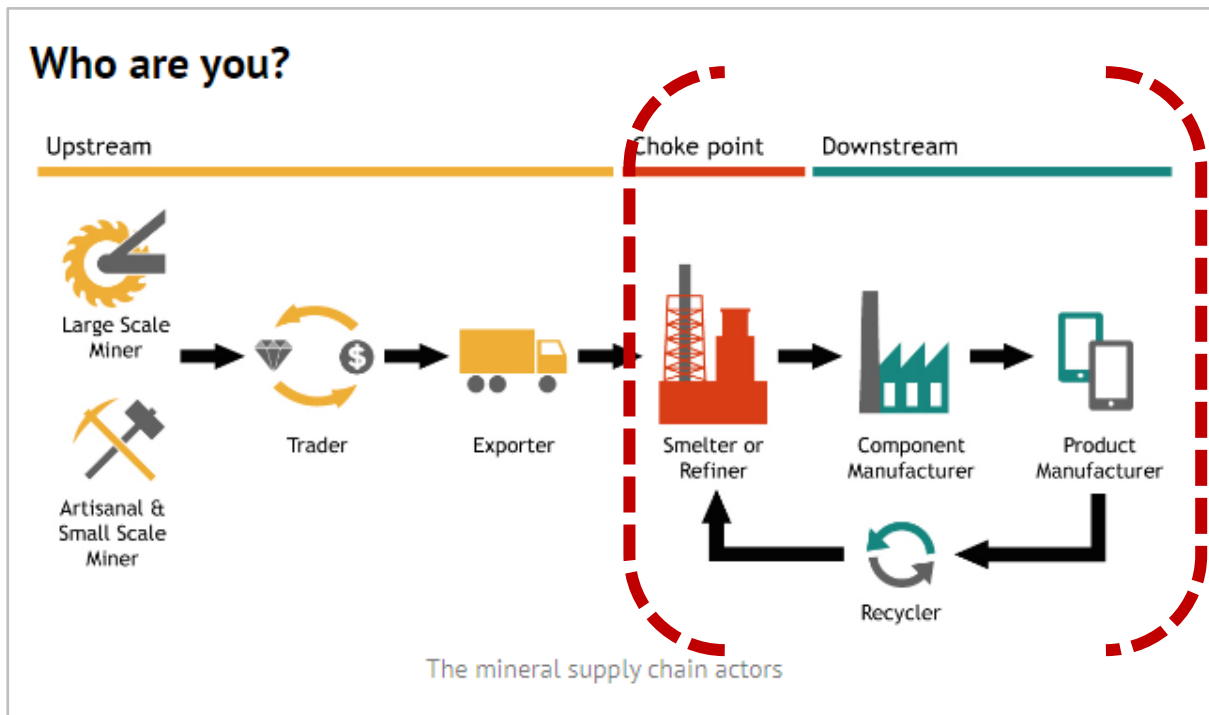 Who are you?
Upstream
Choke point
Downstream
Large Scale
Miner
Artisanal &
Small Scale
Miner
Trader
$
Exporter
Smelter or
Refiner
Component
Manufacturer
Product
Manufacturer
Recycler
The mineral supply chain actors